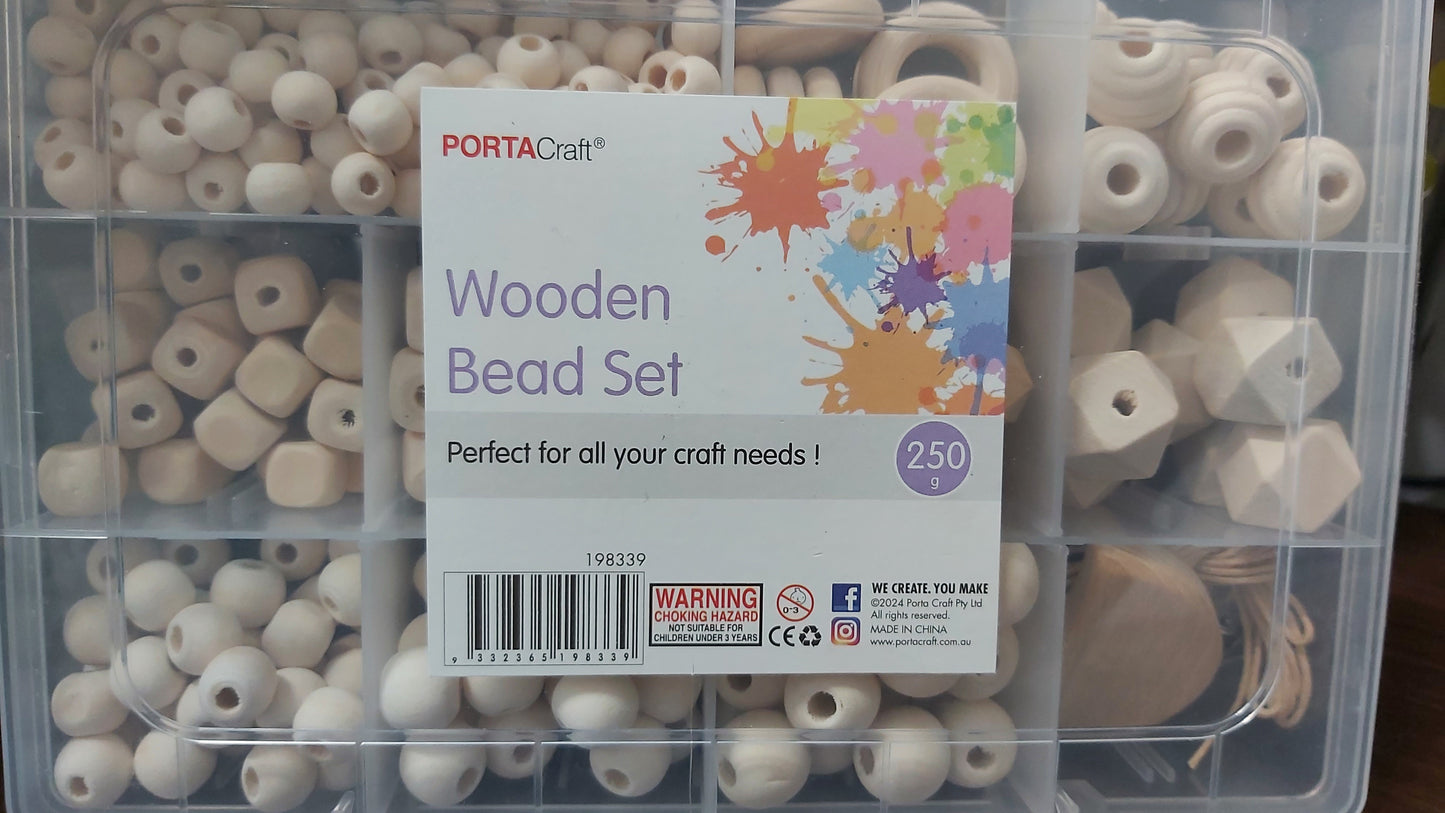 PORTACraft®
Wooden
Bead Set
Perfect for all your craft needs !
250
g
198339
9 332365 198339
WARNING
CHOKING HAZARD
NOT SUITABLE FOR
CHILDREN UNDER 3 YEARS
0-3
CE
WE CREATE. YOU MAKE
©2024 Porta Craft Pty Ltd
All rights reserved.
MADE IN CHINA
www.portacraft.com.au